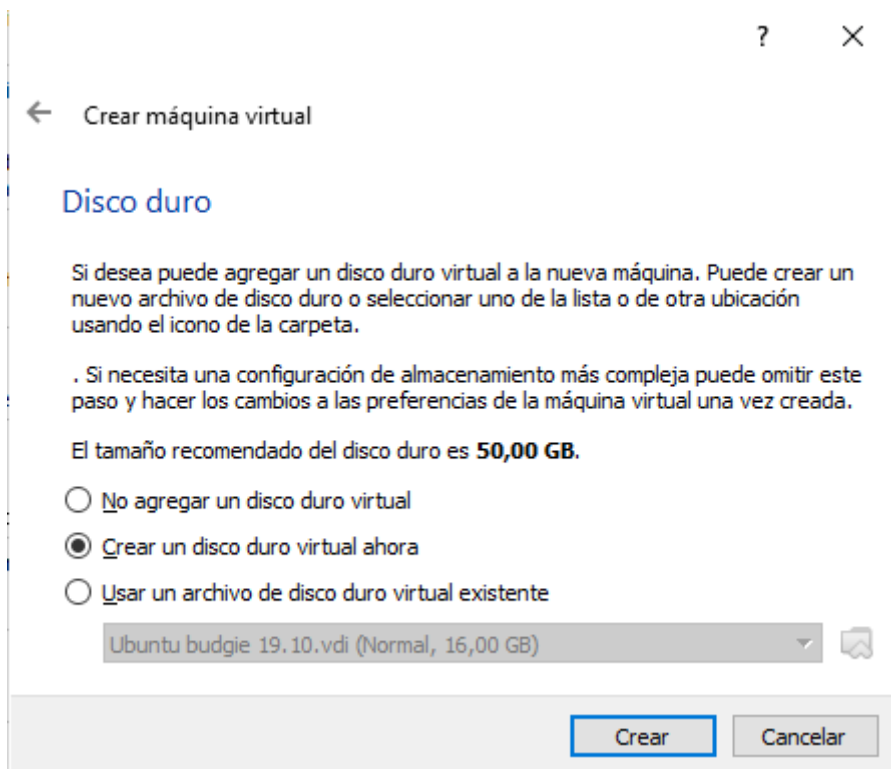 ?
Crear máquina virtual
Disco duro
Si desea puede agregar un disco duro virtual a la nueva máquina. Puede crear un
nuevo archivo de disco duro o seleccionar uno de la lista o de otra ubicación
usando el icono de la carpeta.
. Si necesita una configuración de almacenamiento más compleja puede omitir este
paso y hacer los cambios a las preferencias de la máquina virtual una vez creada.
El tamaño recomendado del disco duro es 50,00 GB.
No agregar un disco duro virtual
Crear un disco duro virtual ahora
Usar un archivo de disco duro virtual existente
Ubuntu budgie 19.10.vdi (Normal, 16,00 GB)
Crear Cancelar